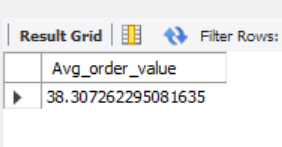 Result Grid Filter Rows:
Avg_order_value
38.307262295081635